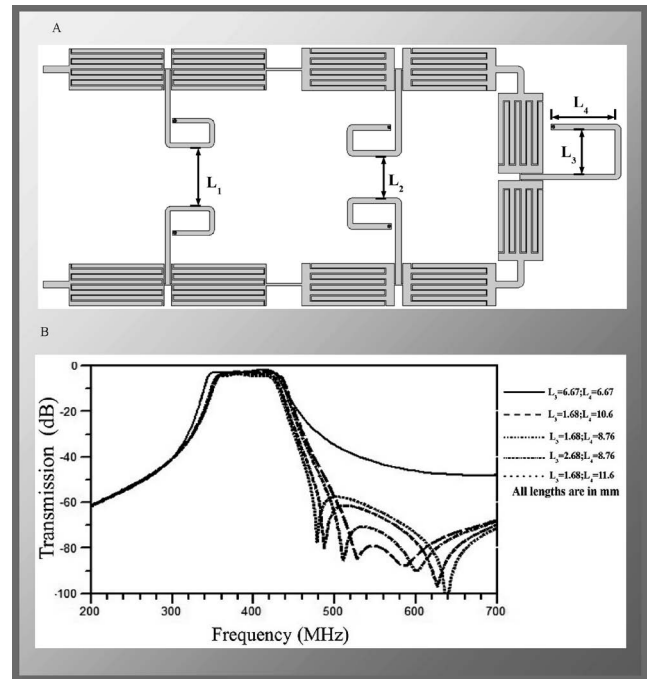 A
L₄
L₃
L₁
L₂
B
0
-20
-40
-60
-80
-100
Transmission (dB)
200
300
400
500
600
700
Frequency (MHz)
L₃=6.67;L₄=6.67
L₃=1.68;L₄=10.6
L₃=1.68;L₄=8.76
L₃=2.68;L₄=8.76
L₃=1.68;L₄=11.6
All lengths are in mm